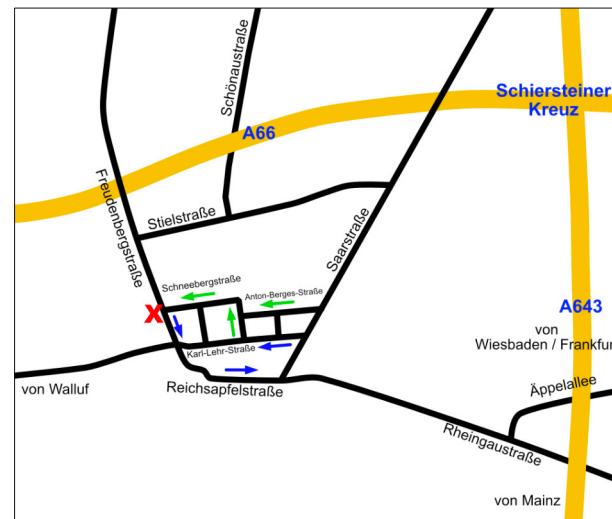 Schönaustraße
Schiersteiner
Kreuz
A66
Freudenbergstraße
Stielstraße
Saarstraße
Schneebergstraße
Anton-Berges-Straße
X
A643
von
Wiesbaden / Frankfur
Karl-Lehr-Straße
von Walluf
Reichsapfelstraße
Äppelallee
Rheingaustraße
von Mainz